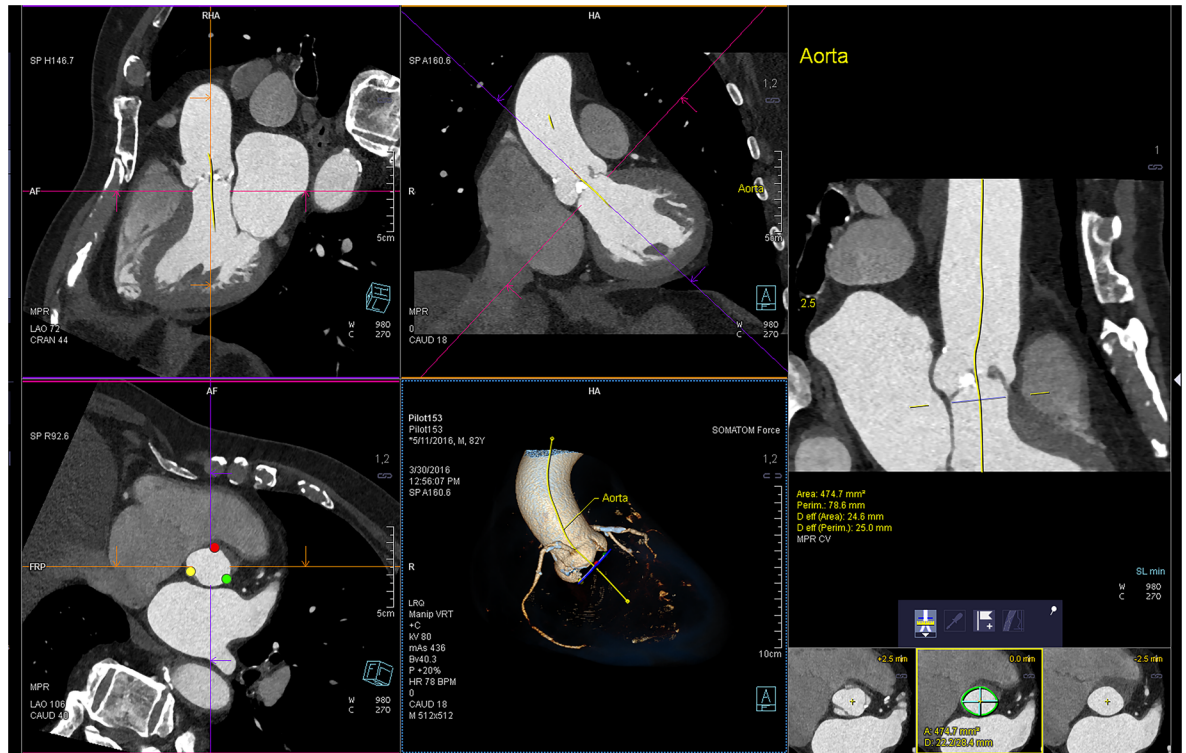 RHA
SP H146.7
AF
5cm
MPR
LAO 72
CRAN 44
W 980
C 270
HA
SP A160.6
1,2
R
Aorta
5cm
MPR
0
CAUD 18
W 980
C 270
Aorta
1
2.5
Area: 474.7 mm²
Perim.: 78.6 mm
D eff (Area): 24.6 mm
D eff (Perim.): 25.0 mm
MPR CV
SL min
W 980
C 270
AF
SP R92.6
1,2
FRP
5cm
MPR
LAO 106
CAUD 40
W 980
C 270
HA
Pilot153
Pilot153
*5/11/2016, M, 82Y
SOMATOM Force
3/30/2016
12:56:07 PM
SP A160.6
1,2
Aorta
R
LRQ
Manip VRT
+C
kV 80
mAs 436
Bv40.3
P +20%
HR 78 BPM
0
CAUD 18
M 512x512
10cm
A
+2.5 mm
0.0 mm
-2.5 mm
A: 474.7 mm²
D: 22.2/28.4 mm